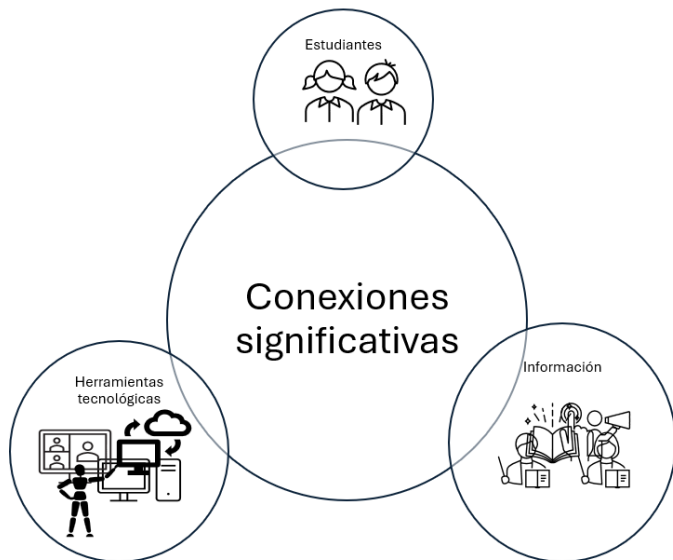 Estudiantes
Conexiones
significativas
Herramientas
tecnológicas
Información